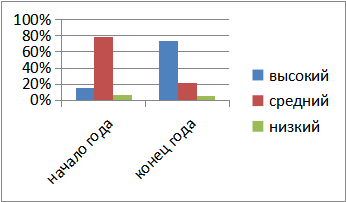 100%
80%
60%
40%
20%
0%
начало года
конец года
высокий
средний
низкий